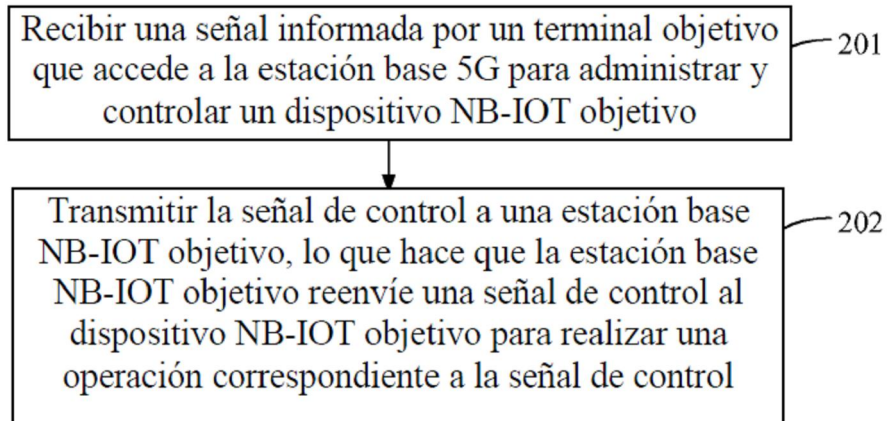 Recibir una señal informada por un terminal objetivo
que accede a la estación base 5G para administrar y
controlar un dispositivo NB-IOT objetivo
201
Transmitir la señal de control a una estación base
NB-IOT objetivo, lo que hace que la estación base
NB-IOT objetivo reenvíe una señal de control al
dispositivo NB-IOT objetivo para realizar una
operación correspondiente a la señal de control
202